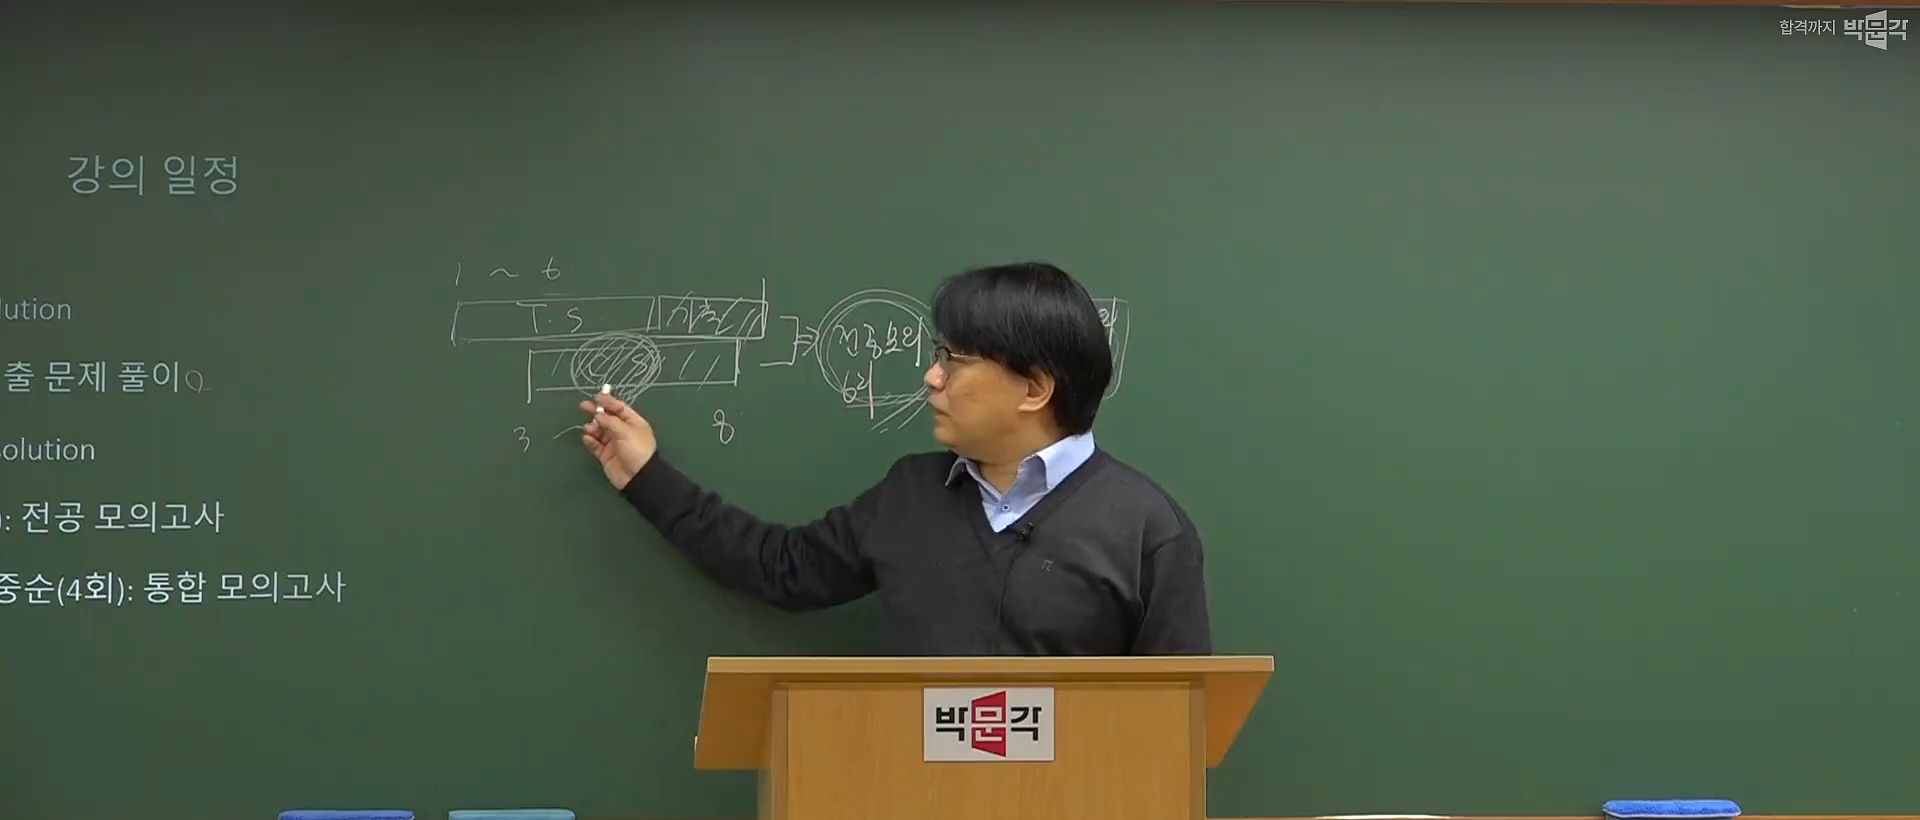 합격까지 박문각
강의 일정
lution
출 문제 풀이
olution
): 전공 모의고사
중순(4회): 통합 모의고사
1 ~ 6
T.S
기출
3 ~ 8
전공모의
6회
박문각